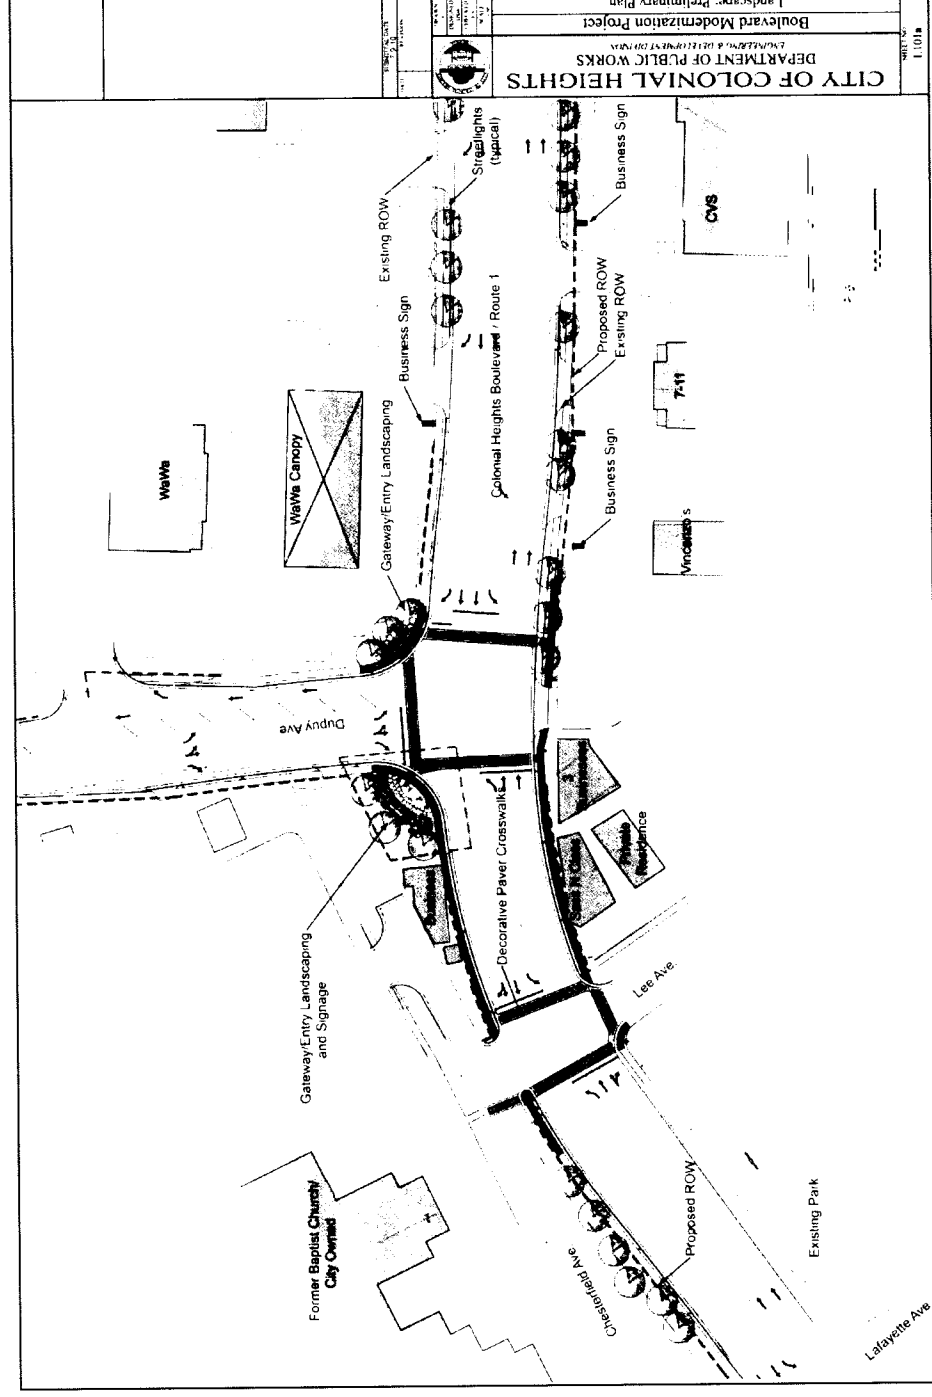 CITY OF COLONIAL HEIGHTS
DEPARTMENT OF PUBLIC WORKS
ENGINEERING & DEVELOPMENT DIVISION
Boulevard Modernization Project
Landscape: Preliminary Plan
L101a
Streetlights
(typical)
Existing ROW
Business Sign
CVS
Business Sign
Colonial Heights Boulevard / Route 1
Proposed ROW
Existing ROW
7-11
Gateway/Entry Landscaping
WaWa Canopy
WaWa
Business Sign
Vincenzo's
Dupuy Ave
Decorative Paver Crosswalks
Business
Private
Residence
Gateway/Entry Landscaping
and Signage
Lee Ave.
Former Baptist Church/
City Owned
Chesterfield Ave
Proposed ROW
Existing Park
Lafayette Ave